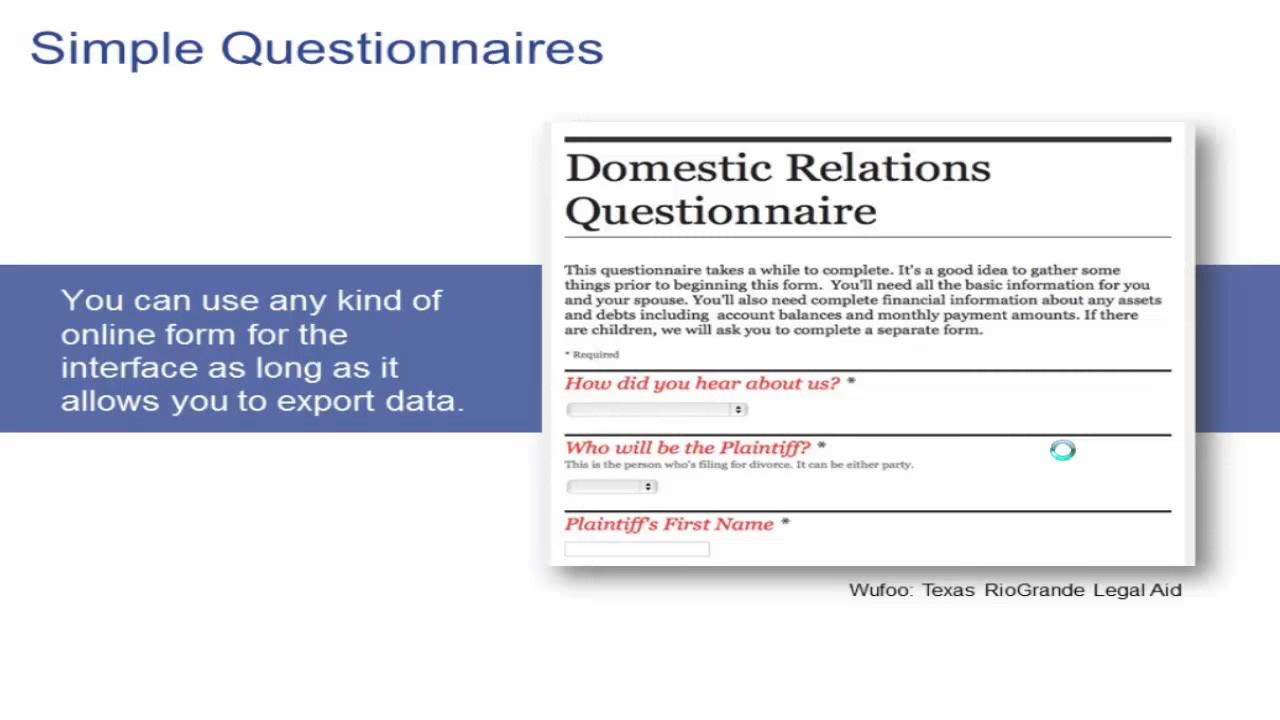 Simple Questionnaires
You can use any kind of
online form for the
interface as long as it
allows you to export data.
Domestic Relations
Questionnaire
This questionnaire takes a while to complete. It's a good idea to gather some
things prior to beginning this form.  You'll need all the basic information for you
and your spouse. You'll also need complete financial information about any assets
and debts including  account balances and monthly payment amounts. If there
are children, we will ask you to complete a separate form.
* Required
How did you hear about us? *
Who will be the Plaintiff? *
This is the person who's filing for divorce. It can be either party.
Plaintiff's First Name *
Wufoo: Texas RioGrande Legal Aid